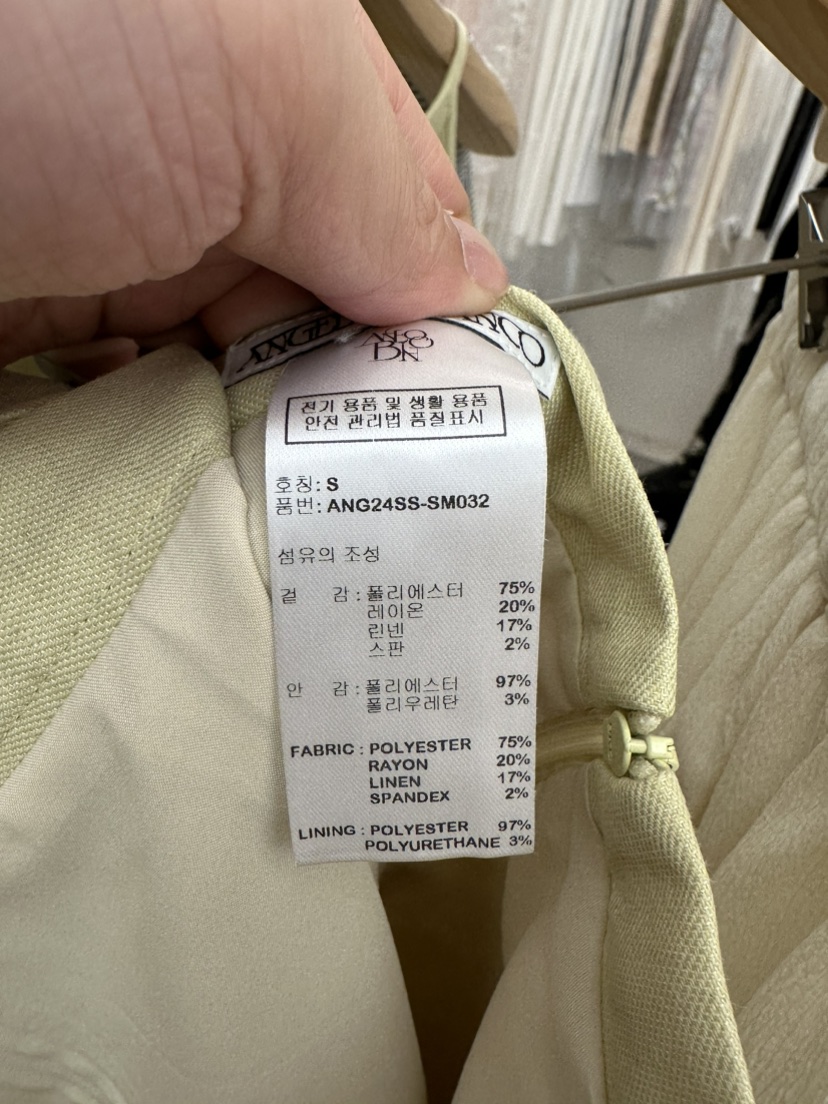 전기 용품 및 생활 용품
안전 관리법 품질표시
호칭: S
품번: ANG24SS-SM032
섬유의 조성
겉 감 : 폴리에스터 75%
레이온 20%
린넨 17%
스판 2%
안 감 : 폴리에스터 97%
폴리우레탄 3%
FABRIC : POLYESTER 75%
RAYON 20%
LINEN 17%
SPANDEX 2%
LINING : POLYESTER 97%
POLYURETHANE 3%